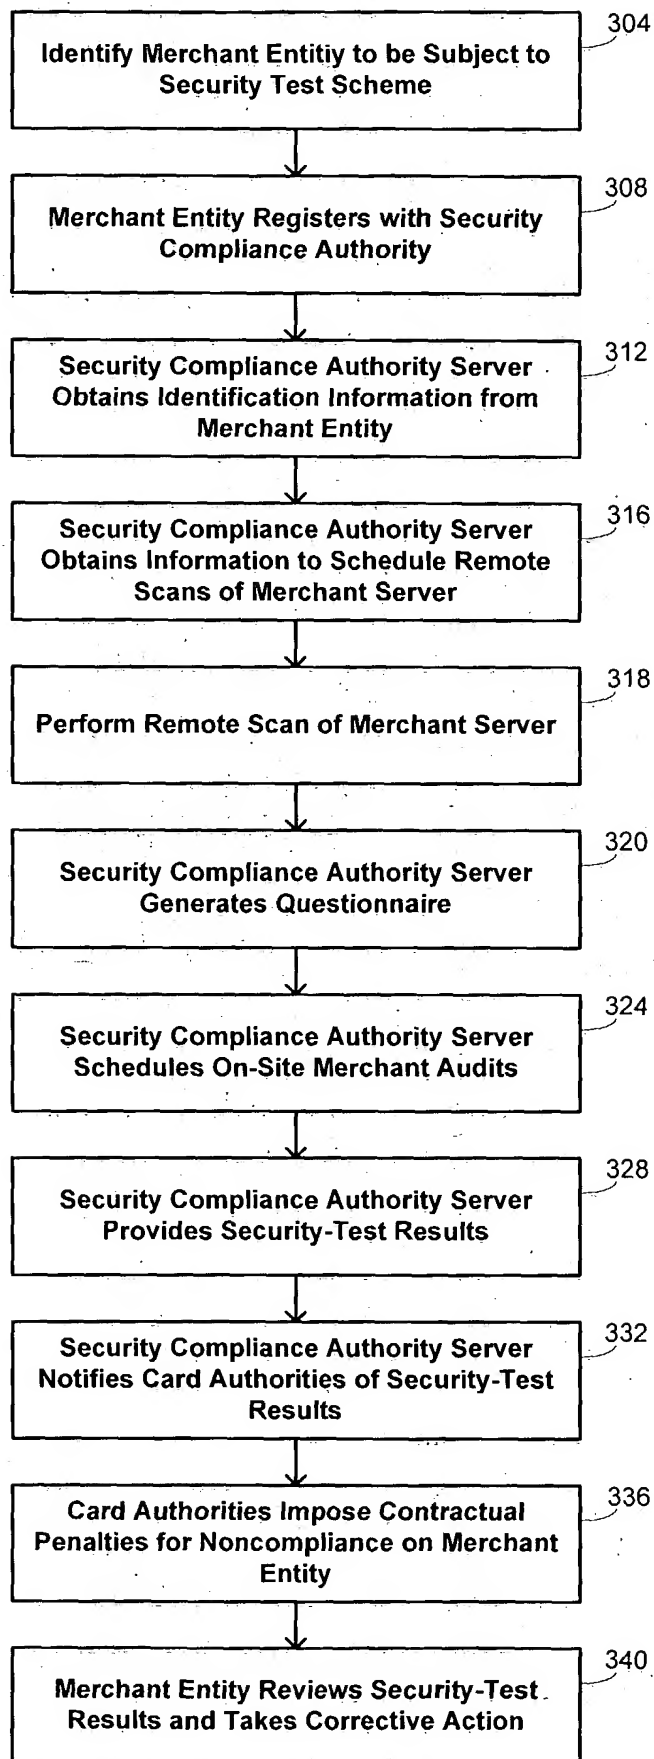 304
Identify Merchant Entitiy to be Subject to
Security Test Scheme
308
Merchant Entity Registers with Security
Compliance Authority
312
Security Compliance Authority Server
Obtains Identification Information from
Merchant Entity
316
Security Compliance Authority Server
Obtains Information to Schedule Remote
Scans of Merchant Server
318
Perform Remote Scan of Merchant Server
320
Security Compliance Authority Server
Generates Questionnaire
324
Security Compliance Authority Server
Schedules On-Site Merchant Audits
328
Security Compliance Authority Server
Provides Security-Test Results
332
Security Compliance Authority Server
Notifies Card Authorities of Security-Test
Results
336
Card Authorities Impose Contractual
Penalties for Noncompliance on Merchant
Entity
340
Merchant Entity Reviews Security-Test
Results and Takes Corrective Action